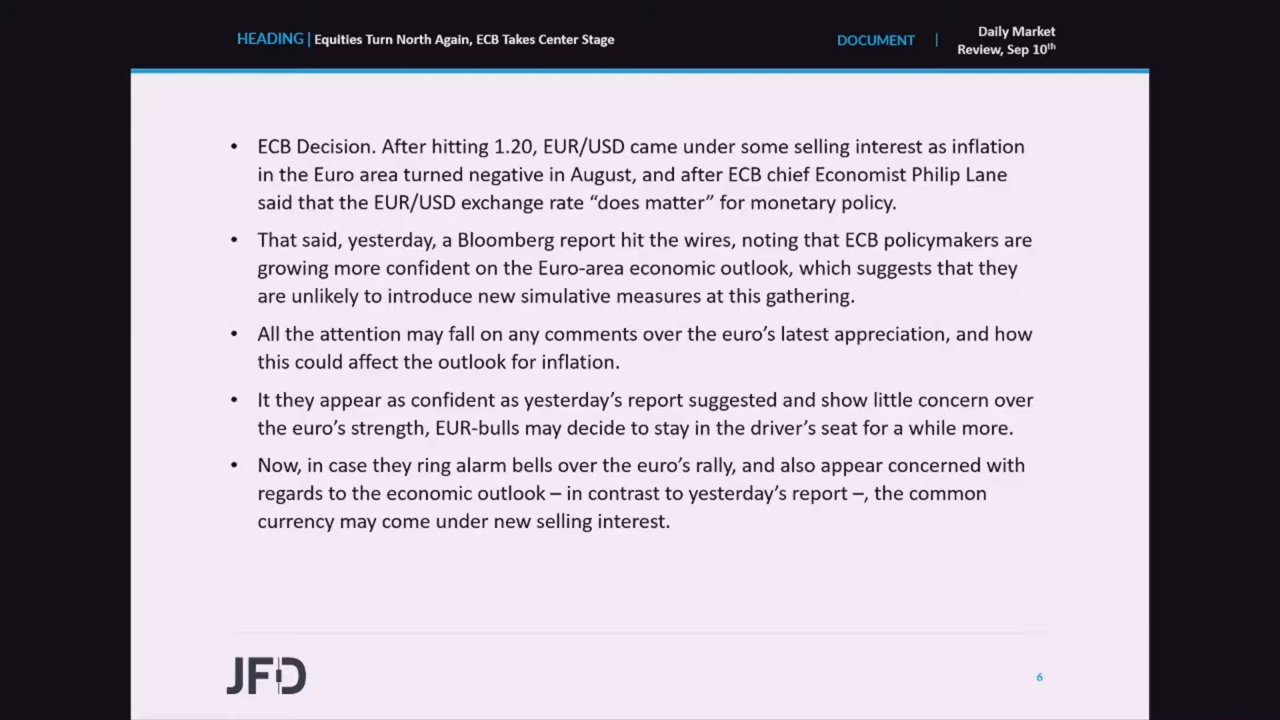 HEADING | Equities Turn North Again, ECB Takes Center Stage
DOCUMENT | Daily Market
Review, Sep 10th
• ECB Decision. After hitting 1.20, EUR/USD came under some selling interest as inflation
in the Euro area turned negative in August, and after ECB chief Economist Philip Lane
said that the EUR/USD exchange rate “does matter” for monetary policy.
• That said, yesterday, a Bloomberg report hit the wires, noting that ECB policymakers are
growing more confident on the Euro-area economic outlook, which suggests that they
are unlikely to introduce new simulative measures at this gathering.
• All the attention may fall on any comments over the euro’s latest appreciation, and how
this could affect the outlook for inflation.
• It they appear as confident as yesterday’s report suggested and show little concern over
the euro’s strength, EUR-bulls may decide to stay in the driver’s seat for a while more.
• Now, in case they ring alarm bells over the euro’s rally, and also appear concerned with
regards to the economic outlook – in contrast to yesterday’s report –, the common
currency may come under new selling interest.
JFD
6